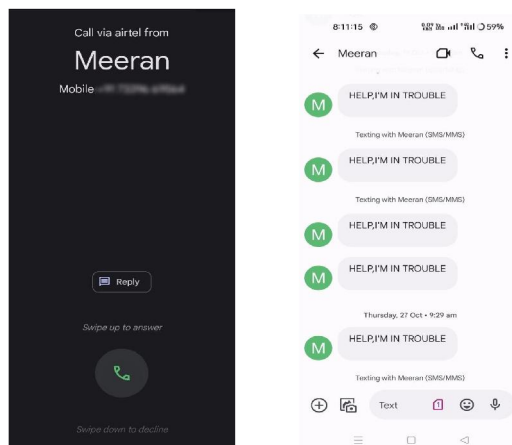 Call via airtel from
Meeran
Mobile
Reply
Swipe up to answer
Swipe down to decline
8:11:15
59%
Meeran
M
HELP,I'M IN TROUBLE
Texting with Meeran (SMS/MMS)
M
HELP,I'M IN TROUBLE
Texting with Meeran (SMS/MMS)
M
HELP,I'M IN TROUBLE
M
HELP,I'M IN TROUBLE
Thursday, 27 Oct • 9:29 am
M
HELP,I'M IN TROUBLE
Texting with Meeran (SMS/MMS)
Text
1